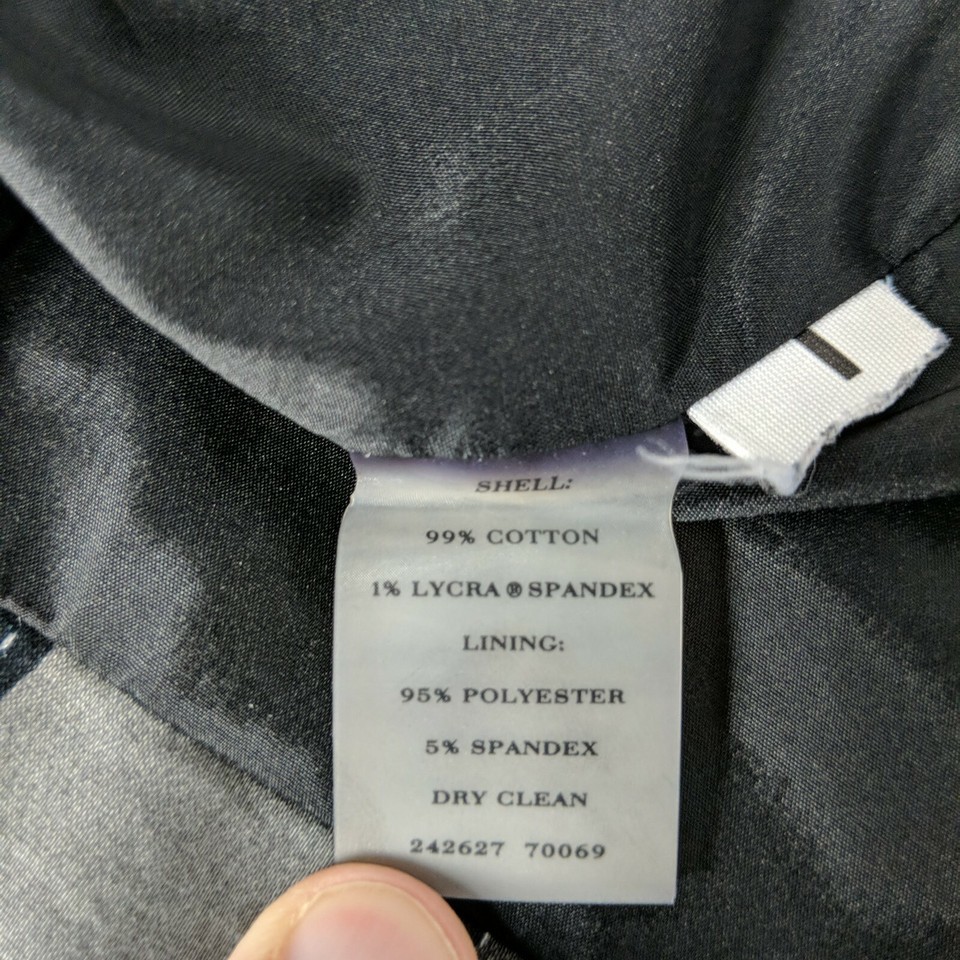 SHELL:
99% COTTON
1% LYCRA® SPANDEX
LINING:
95% POLYESTER
5% SPANDEX
DRY CLEAN
242627 70069